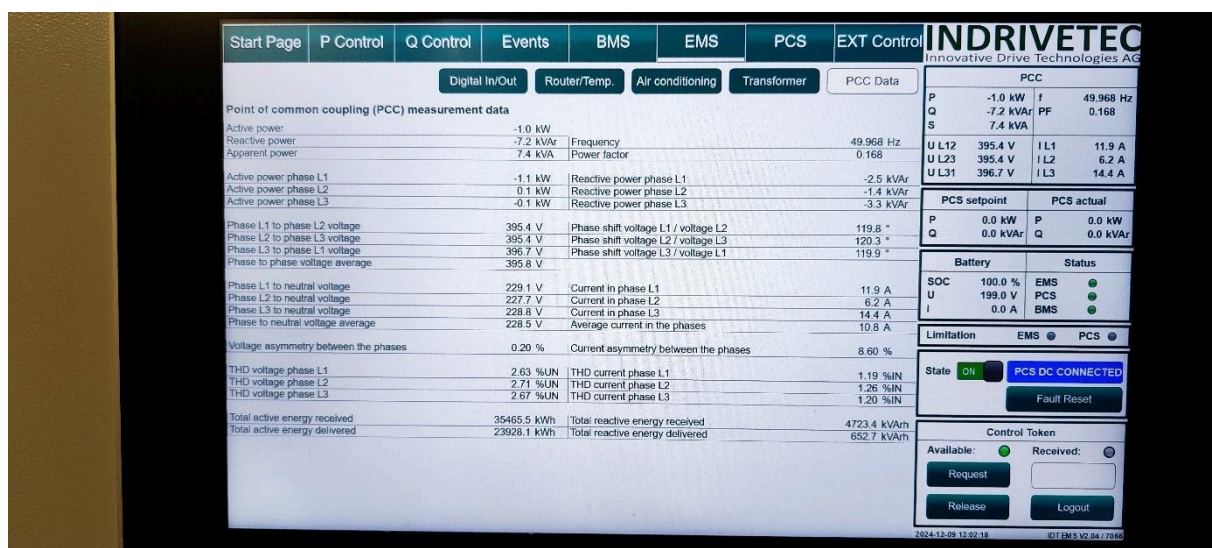 Start Page P Control Q Control Events BMS EMS PCS EXT Control
INDRIVETEC
Innovative Drive Technologies AG
Digital In/Out Router/Temp. Air conditioning Transformer PCC Data
Point of common coupling (PCC) measurement data
Active power -1.0 kW
Reactive power -7.2 kVAr Frequency 49.968 Hz
Apparent power 7.4 kVA Power factor 0.168
Active power phase L1 -1.1 kW Reactive power phase L1 -2.5 kVAr
Active power phase L2 0.1 kW Reactive power phase L2 -1.4 kVAr
Active power phase L3 -0.1 kW Reactive power phase L3 -3.3 kVAr
Phase L1 to phase L2 voltage 395.4 V Phase shift voltage L1 / voltage L2 119.8 °
Phase L2 to phase L3 voltage 395.4 V Phase shift voltage L2 / voltage L3 120.3 °
Phase L3 to phase L1 voltage 396.7 V Phase shift voltage L3 / voltage L1 119.9 °
Phase to phase voltage average 395.8 V
Phase L1 to neutral voltage 229.1 V Current in phase L1 11.9 A
Phase L2 to neutral voltage 227.7 V Current in phase L2 6.2 A
Phase L3 to neutral voltage 228.8 V Current in phase L3 14.4 A
Phase to neutral voltage average 228.5 V Average current in the phases 10.8 A
Voltage asymmetry between the phases 0.20 % Current asymmetry between the phases 8.60 %
THD voltage phase L1 2.63 %UN THD current phase L1 1.19 %IN
THD voltage phase L2 2.71 %UN THD current phase L2 1.26 %IN
THD voltage phase L3 2.67 %UN THD current phase L3 1.20 %IN
Total active energy received 35465.5 kWh Total reactive energy received 4723.4 kVArh
Total active energy delivered 23928.1 kWh Total reactive energy delivered 652.7 kVArh
PCC
P -1.0 kW f 49.968 Hz
Q -7.2 kVAr PF 0.168
S 7.4 kVA
U L12 395.4 V I L1 11.9 A
U L23 395.4 V I L2 6.2 A
U L31 396.7 V I L3 14.4 A
PCS setpoint PCS actual
P 0.0 kW P 0.0 kW
Q 0.0 kVAr Q 0.0 kVAr
Battery Status
SOC 100.0 % EMS
U 199.0 V PCS
I 0.0 A BMS
Limitation EMS PCS
State ON PCS DC CONNECTED
Fault Reset
Control Token
Available: Received:
Request
Release Logout
2024-12-09 12:02:18 IDT EMS V2.04 / 7066